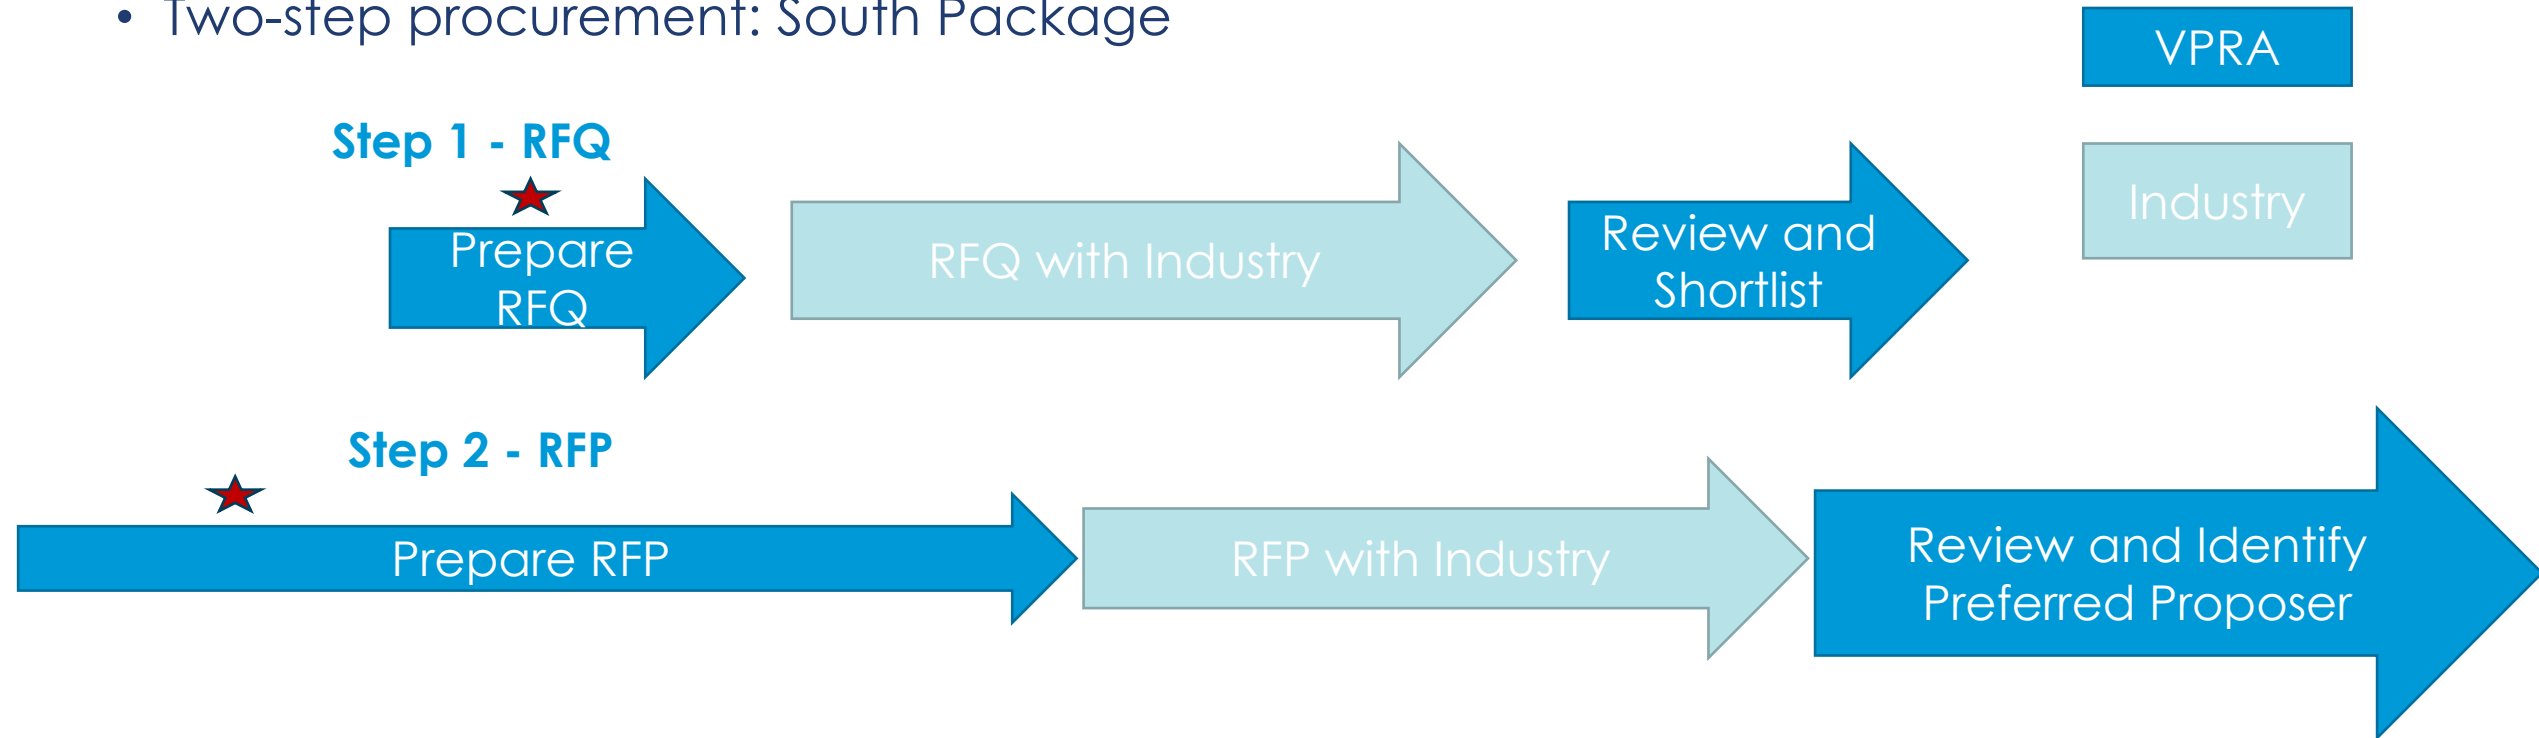 • Two-step procurement: South Package
VPRA
Step 1 - RFQ
Industry
Prepare
RFQ
RFQ with Industry
Review and
Shortlist
Step 2 - RFP
Prepare RFP
RFP with Industry
Review and Identify
Preferred Proposer